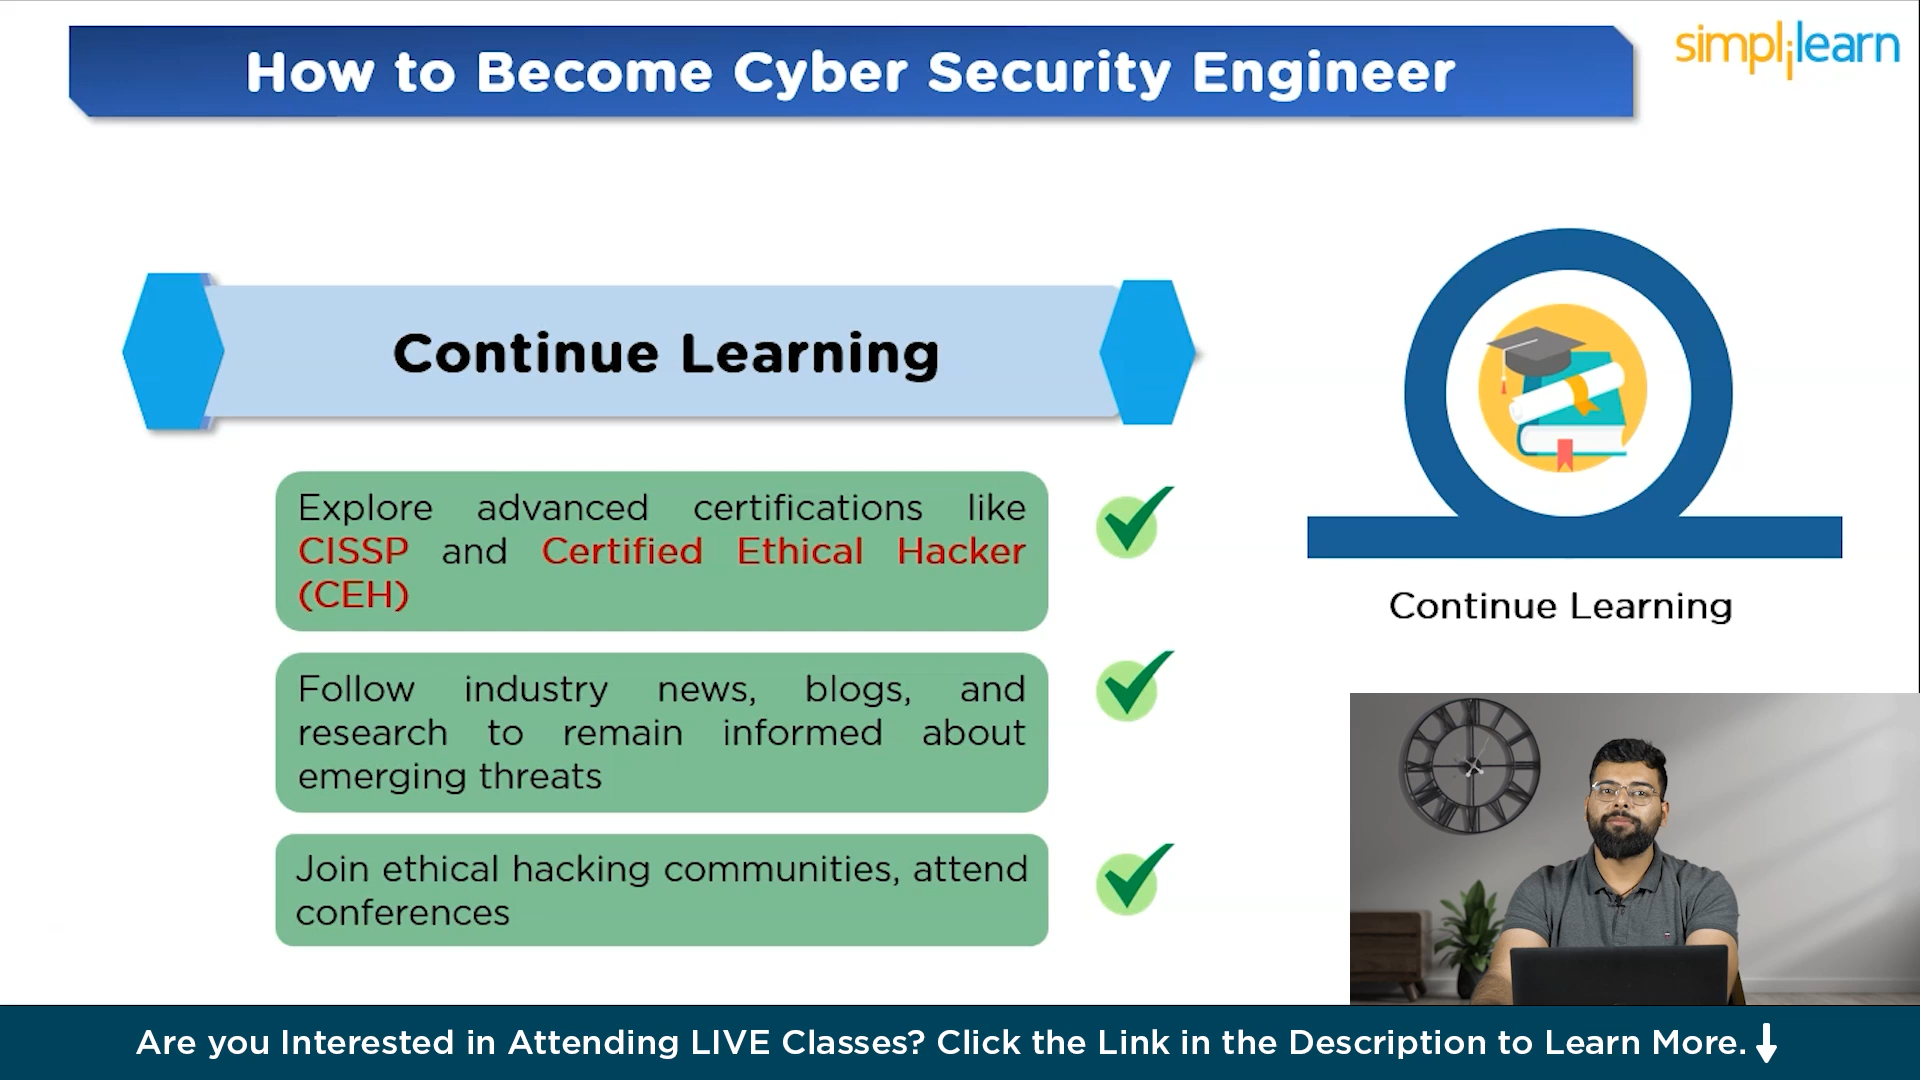 How to Become Cyber Security Engineer
simplilearn
Continue Learning
Explore advanced certifications like
CISSP and Certified Ethical Hacker
(CEH)
Follow industry news, blogs, and
research to remain informed about
emerging threats
Join ethical hacking communities, attend
conferences
Continue Learning
Are you Interested in Attending LIVE Classes? Click the Link in the Description to Learn More.